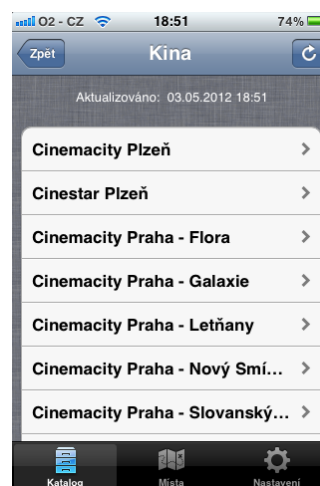 O2 - CZ 18:51 74%
Zpět Kina
Aktualizováno: 03.05.2012 18:51
Cinemacity Plzeň
Cinestar Plzeň
Cinemacity Praha - Flora
Cinemacity Praha - Galaxie
Cinemacity Praha - Letňany
Cinemacity Praha - Nový Smí...
Cinemacity Praha - Slovanský...
Katalog Místa Nastavení